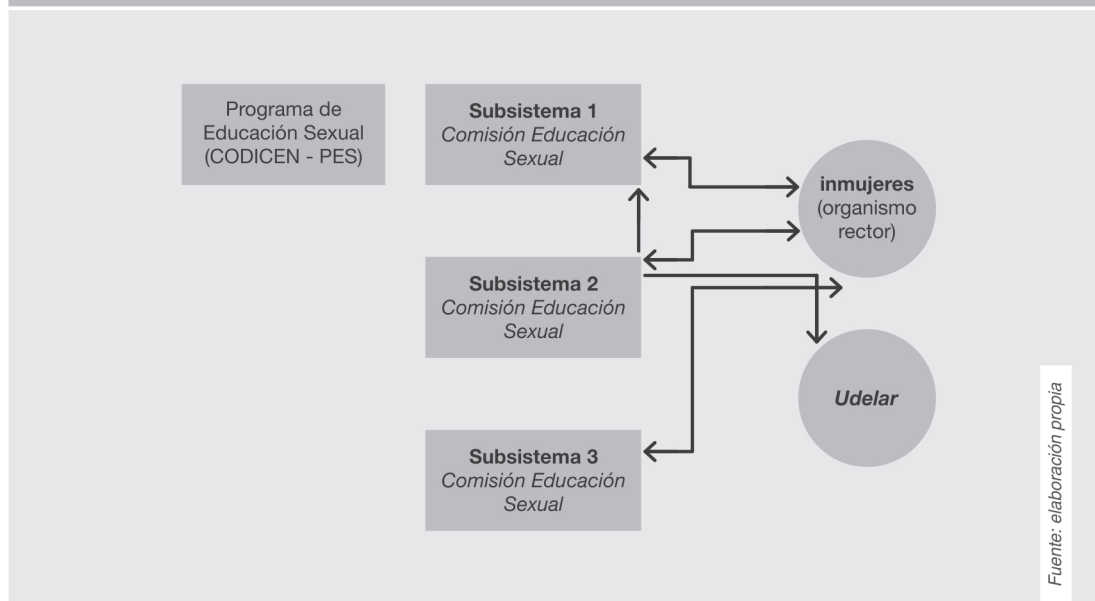 Programa de
Educación Sexual
(CODICEN - PES)
Subsistema 1
Comisión Educación
Sexual
inmujeres
(organismo
rector)
Subsistema 2
Comisión Educación
Sexual
Udelar
Subsistema 3
Comisión Educación
Sexual
Fuente: elaboración propia